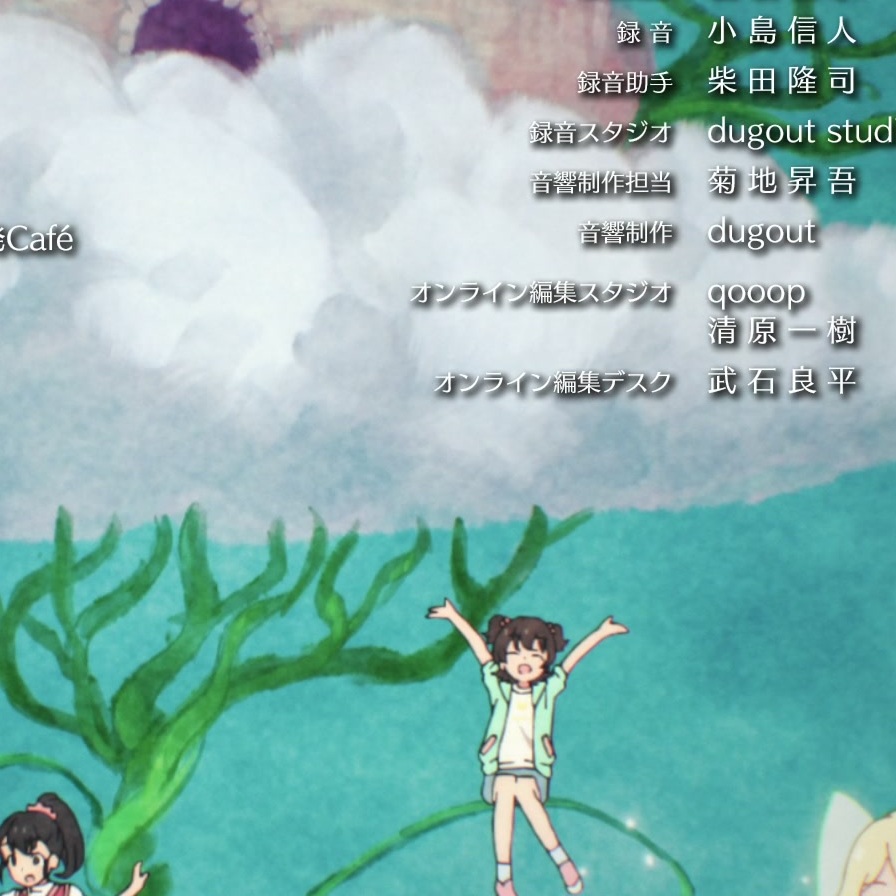 録音 小島信人
録音助手 柴田隆司
録音スタジオ dugout stud
音響制作担当 菊地昇吾
音響制作 dugout
Café
オンライン編集スタジオ qooop
清原一樹
オンライン編集デスク 武石良平